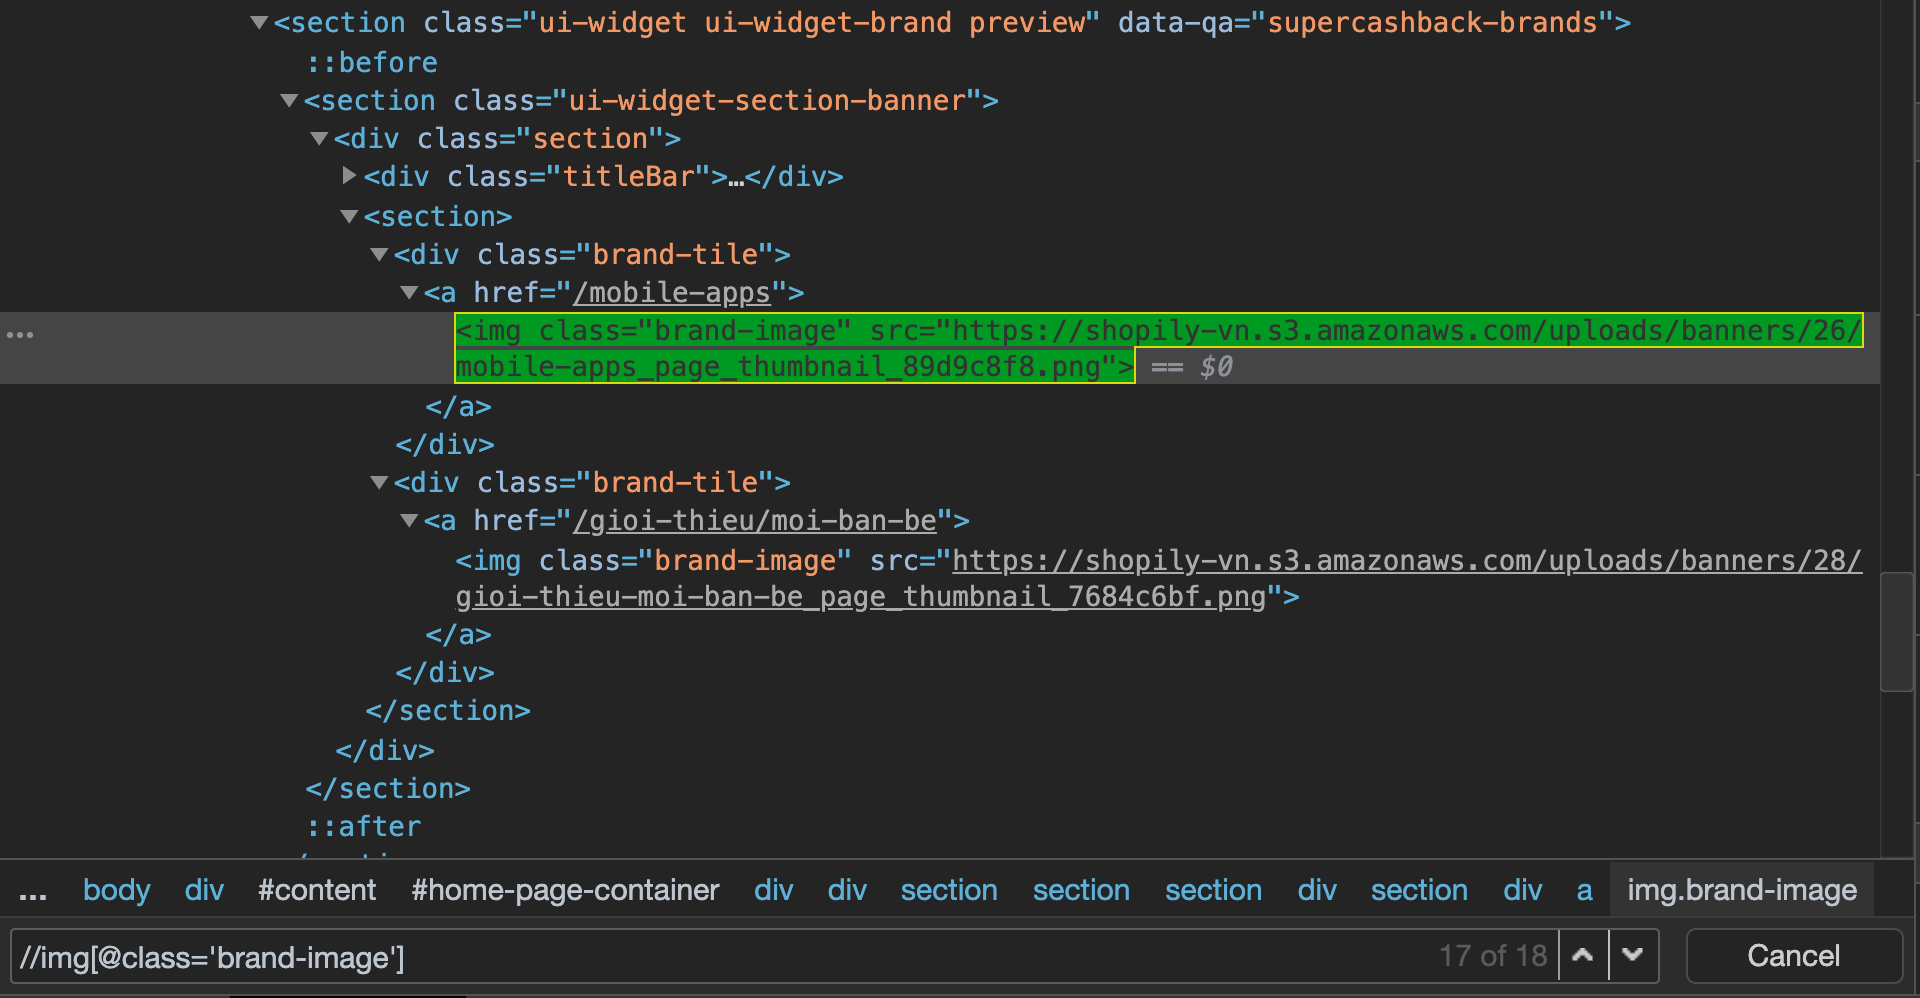 <section class="ui-widget ui-widget-brand preview" data-qa="supercashback-brands">
::before
<section class="ui-widget-section-banner">
<div class="section">
<div class="titleBar">…</div>
<section>
<div class="brand-tile">
<a href="/mobile-apps">
<img class="brand-image" src="https://shopily-vn.s3.amazonaws.com/uploads/banners/26/
mobile-apps_page_thumbnail_89d9c8f8.png"> == $0
</a>
</div>
<div class="brand-tile">
<a href="/gioi-thieu/moi-ban-be">
<img class="brand-image" src="https://shopily-vn.s3.amazonaws.com/uploads/banners/28/
gioi-thieu-moi-ban-be_page_thumbnail_7684c6bf.png">
</a>
</div>
</section>
</div>
</section>
::after
... body div #content #home-page-container div div section section section div section div a img.brand-image
//img[@class='brand-image'] 17 of 18 Cancel